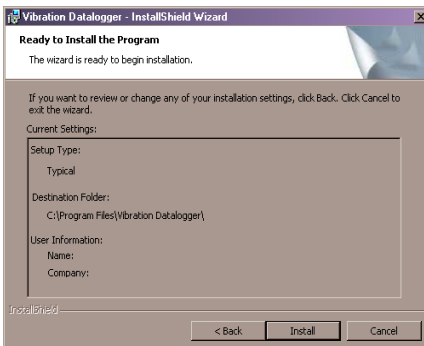 Vibration Datalogger - InstallShield Wizard
Ready to Install the Program
The wizard is ready to begin installation.
If you want to review or change any of your installation settings, click Back. Click Cancel to
exit the wizard.
Current Settings:
Setup Type:
Typical
Destination Folder:
C:\Program Files\Vibration Datalogger\
User Information:
Name:
Company:
InstallShield
< Back Install Cancel